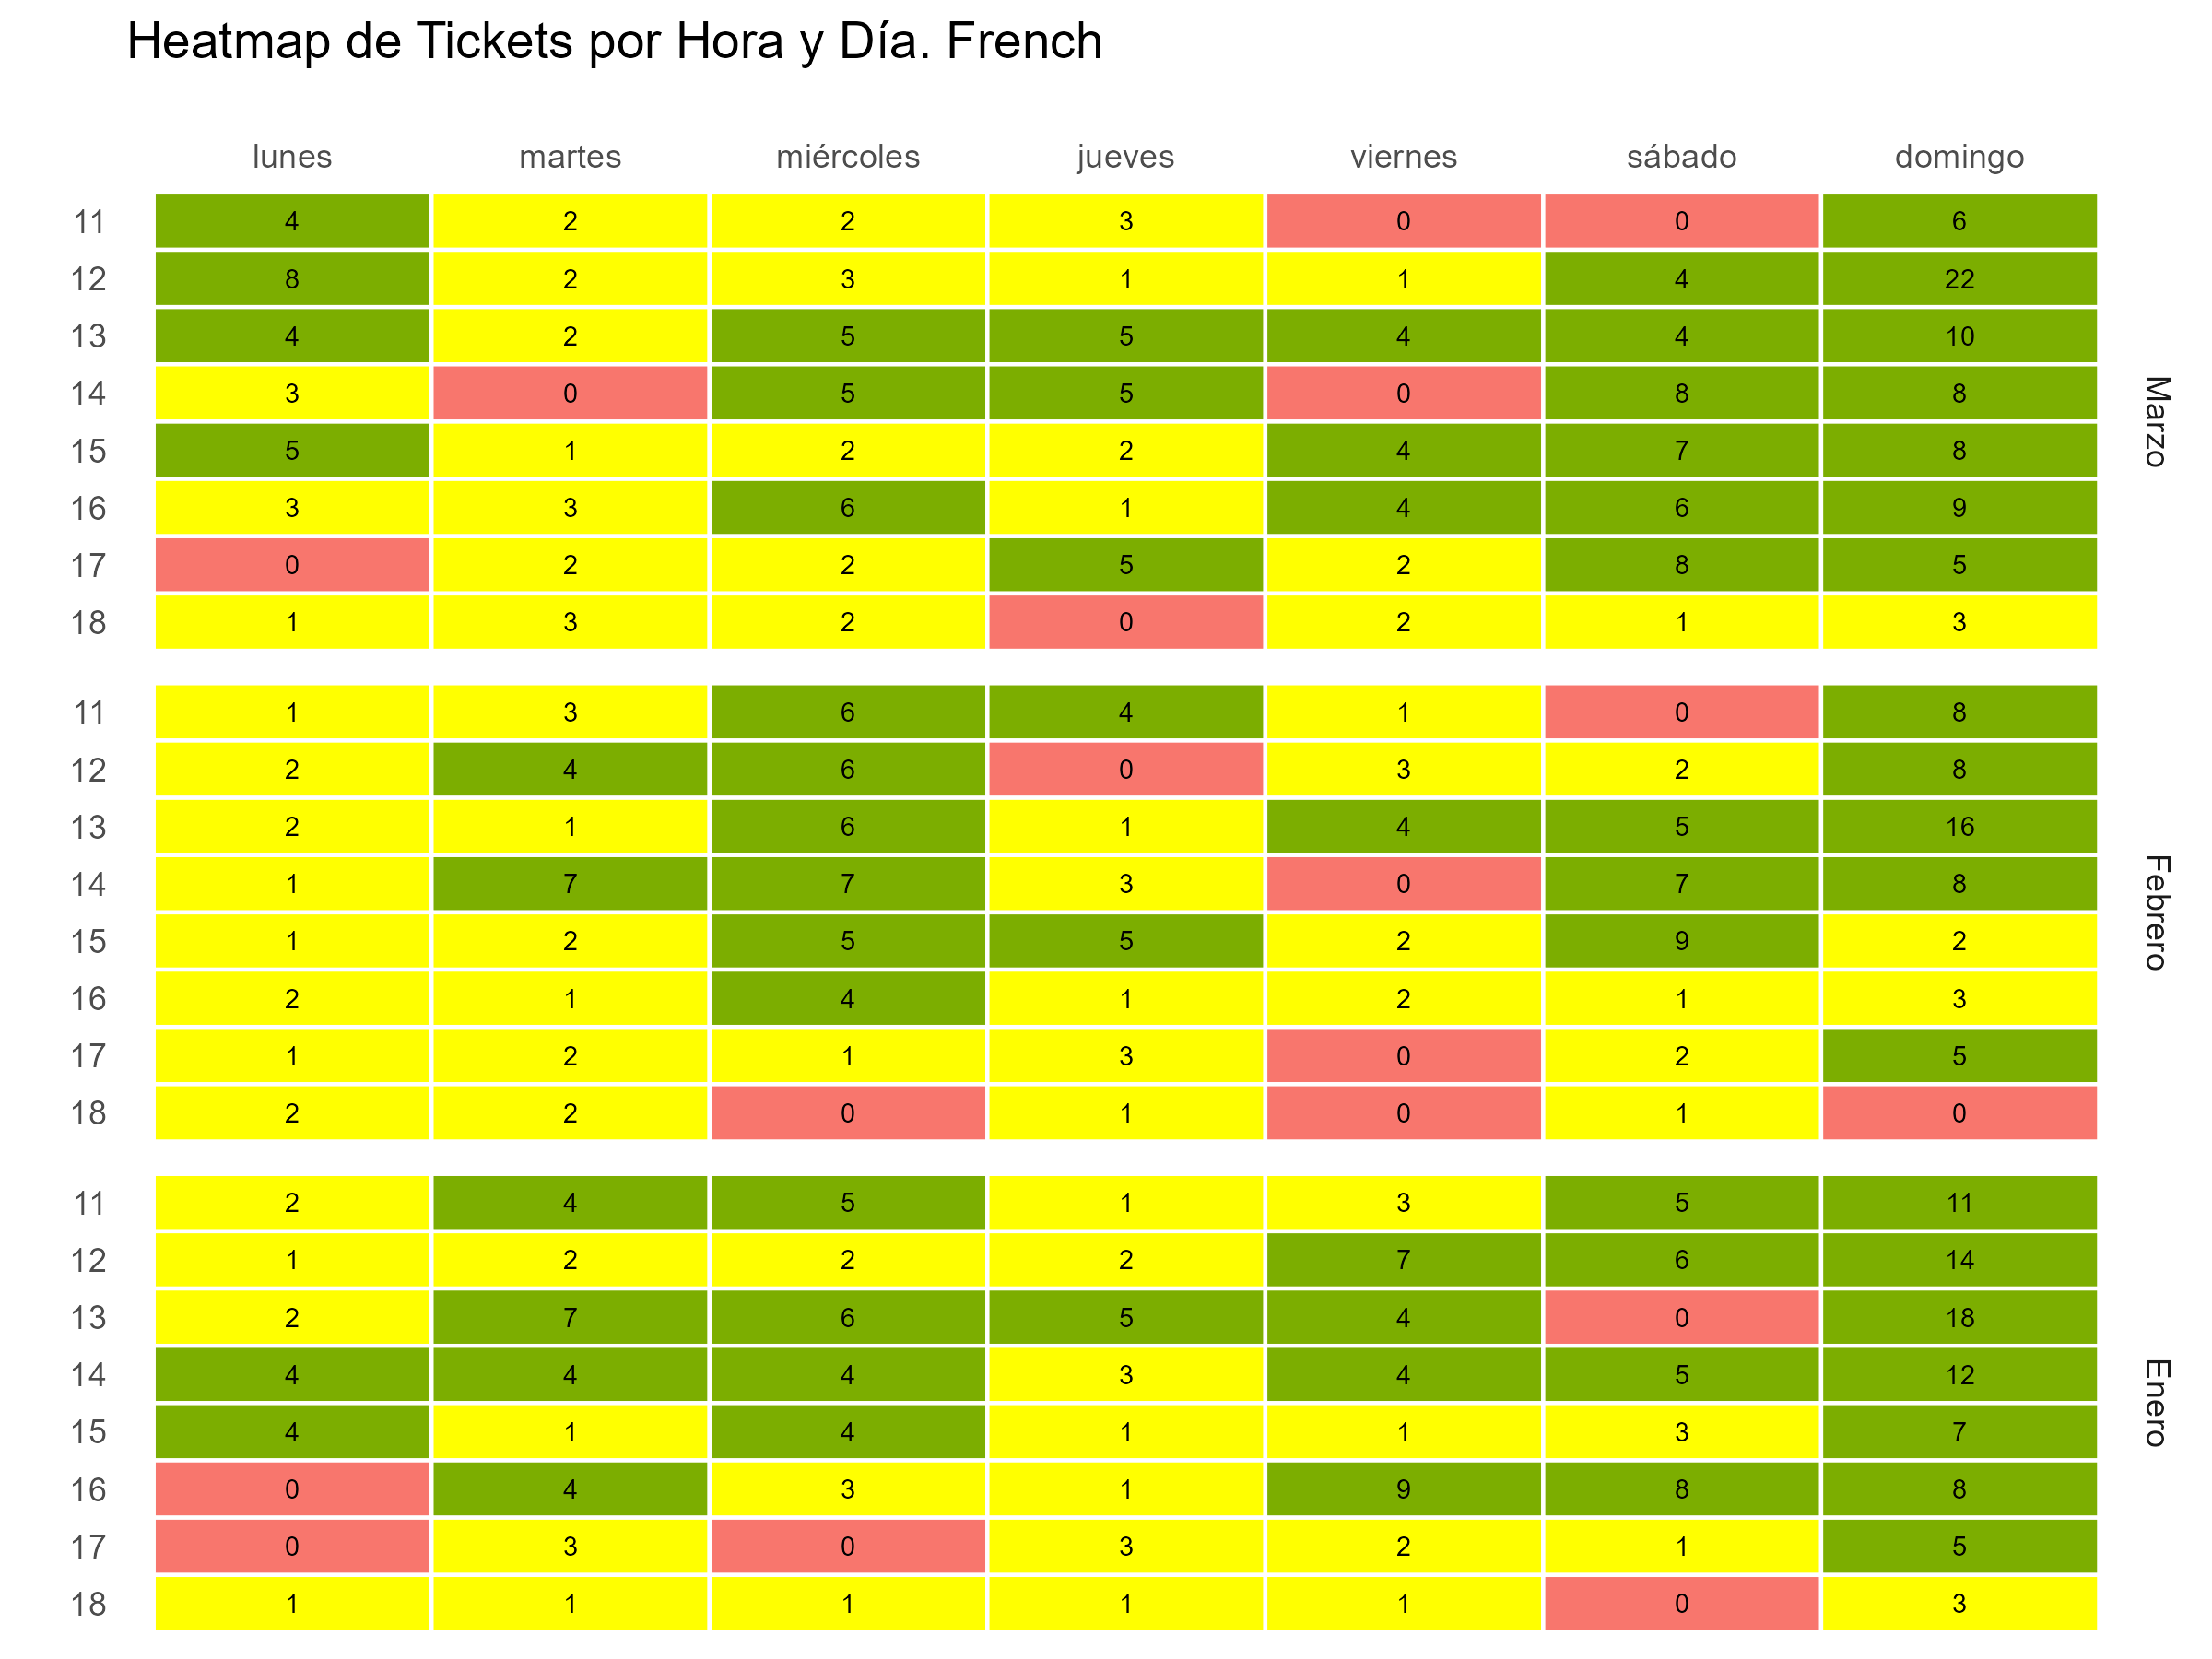 Heatmap de Tickets por Hora y Día. French
lunes martes miércoles jueves viernes sábado domingo
11 4 2 2 3 0 0 6
12 8 2 3 1 1 4 22
13 4 2 5 5 4 4 10
14 3 0 5 5 0 8 8
15 5 1 2 2 4 7 8
16 3 3 6 1 4 6 9
17 0 2 2 5 2 8 5
18 1 3 2 0 2 1 3
Marzo
11 1 3 6 4 1 0 8
12 2 4 6 0 3 2 8
13 2 1 6 1 4 5 16
14 1 7 7 3 0 7 8
15 1 2 5 5 2 9 2
16 2 1 4 1 2 1 3
17 1 2 1 3 0 2 5
18 2 2 0 1 0 1 0
Febrero
11 2 4 5 1 3 5 11
12 1 2 2 2 7 6 14
13 2 7 6 5 4 0 18
14 4 4 4 3 4 5 12
15 4 1 4 1 1 3 7
16 0 4 3 1 9 8 8
17 0 3 0 3 2 1 5
18 1 1 1 1 1 0 3
Enero